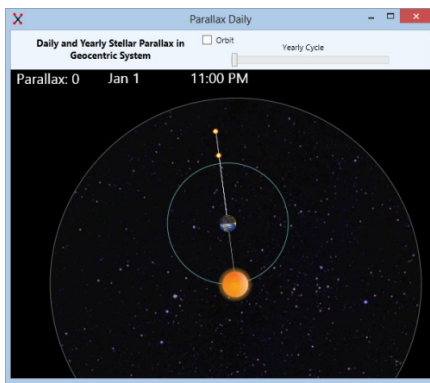 Parallax Daily
Daily and Yearly Stellar Parallax in
Geocentric System
Orbit
Yearly Cycle
Parallax: 0 Jan 1 11:00 PM